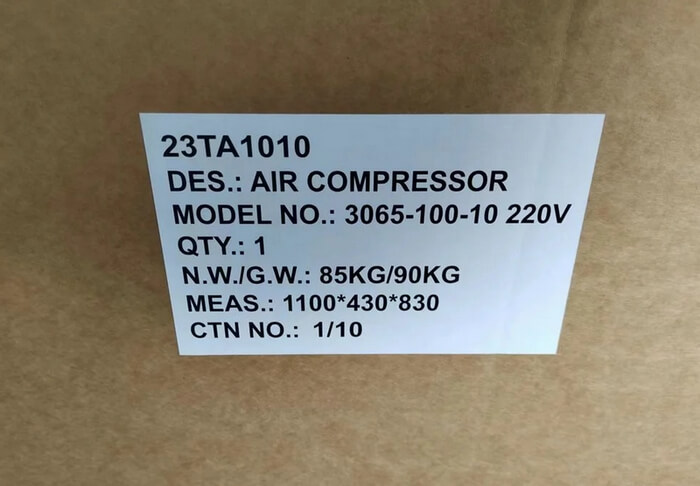 23TA1010
DES.: AIR COMPRESSOR
MODEL NO.: 3065-100-10 220V
QTY.: 1
N.W./G.W.: 85KG/90KG
MEAS.: 1100*430*830
CTN NO.: 1/10